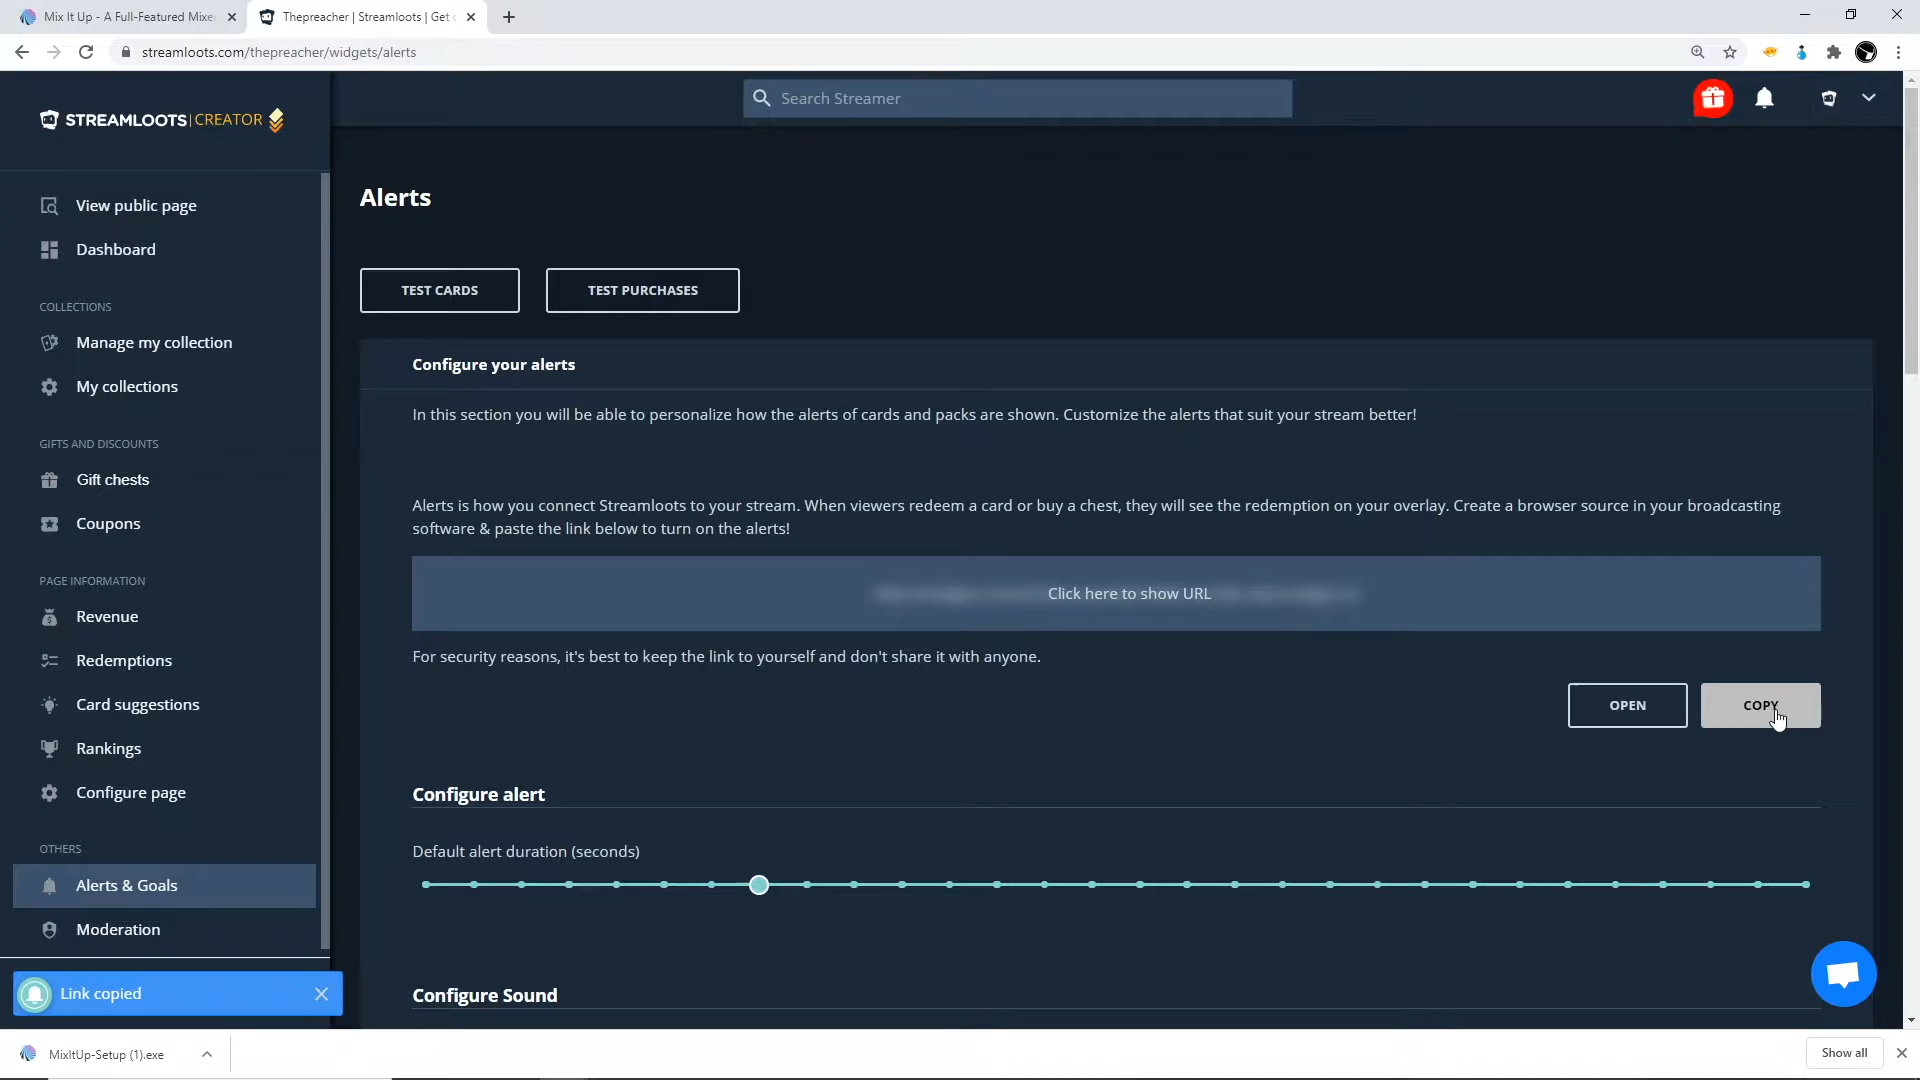 Mix It Up - A Full-Featured Mixer
Thepreacher | Streamloots | Get c
streamloots.com/thepreacher/widgets/alerts
STREAMLOOTS | CREATOR
Search Streamer
View public page
Dashboard
COLLECTIONS
Manage my collection
My collections
GIFTS AND DISCOUNTS
Gift chests
Coupons
PAGE INFORMATION
Revenue
Redemptions
Card suggestions
Rankings
Configure page
OTHERS
Alerts & Goals
Moderation
Link copied
Alerts
TEST CARDS
TEST PURCHASES
Configure your alerts
In this section you will be able to personalize how the alerts of cards and packs are shown. Customize the alerts that suit your stream better!
Alerts is how you connect Streamloots to your stream. When viewers redeem a card or buy a chest, they will see the redemption on your overlay. Create a browser source in your broadcasting
software & paste the link below to turn on the alerts!
Click here to show URL
For security reasons, it's best to keep the link to yourself and don't share it with anyone.
OPEN
COPY
Configure alert
Default alert duration (seconds)
Configure Sound
MixItUp-Setup (1).exe
Show all